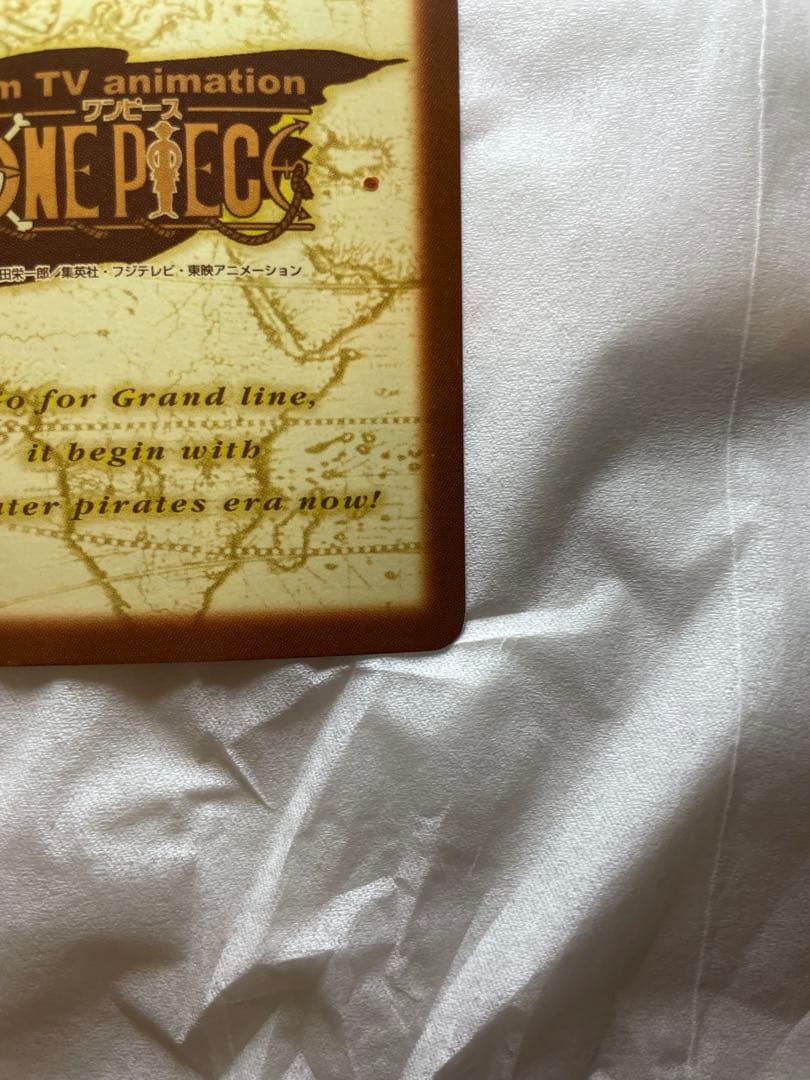 m TV animation
ワンピース
ONE PIECE
田栄一郎／集英社・フジテレビ・東映アニメーション
o for Grand line,
it begin with
ter pirates era now!